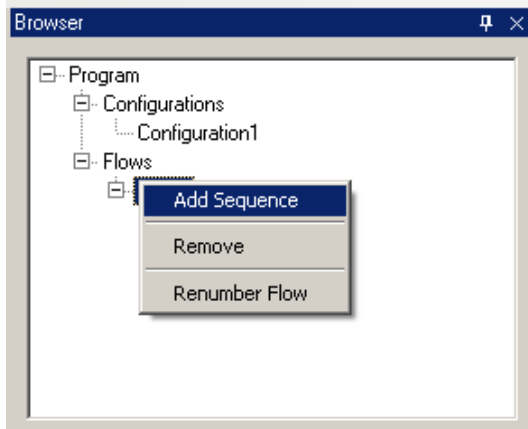 Browser
Program
Configurations
Configuration1
Flows
Add Sequence
Remove
Renumber Flow